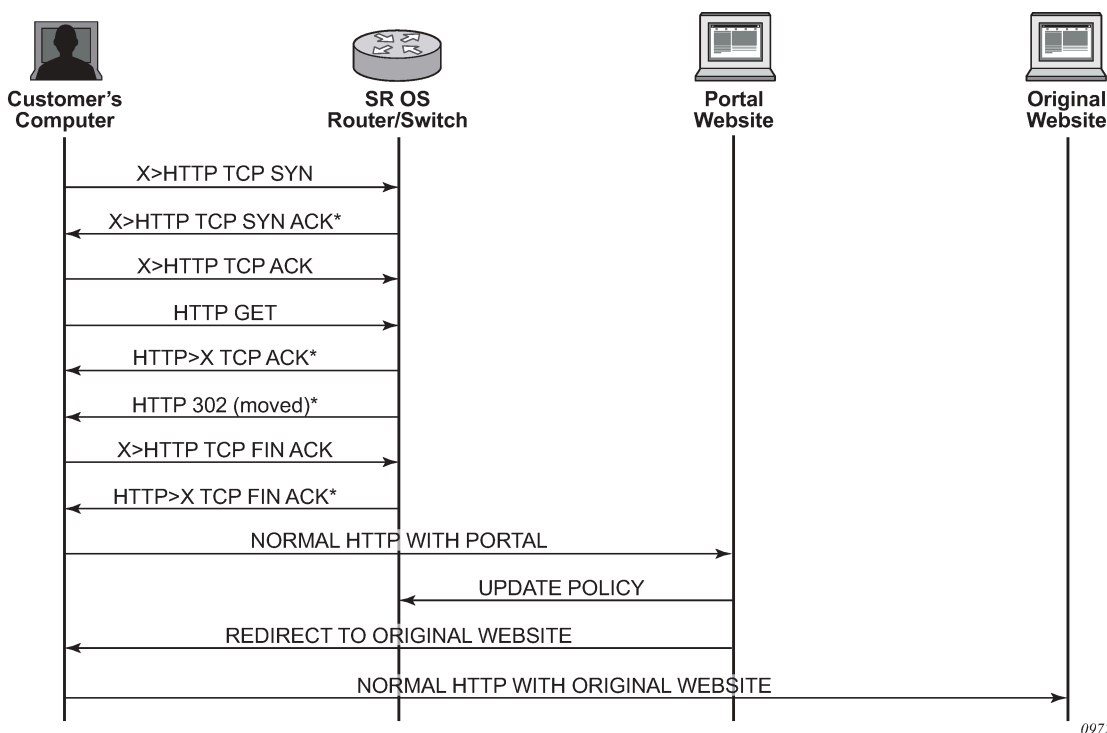 Customer's
Computer
SR OS
Router/Switch
Portal
Website
Original
Website
X>HTTP TCP SYN
X>HTTP TCP SYN ACK*
X>HTTP TCP ACK
HTTP GET
HTTP>X TCP ACK*
HTTP 302 (moved)*
X>HTTP TCP FIN ACK
HTTP>X TCP FIN ACK*
NORMAL HTTP WITH PORTAL
UPDATE POLICY
REDIRECT TO ORIGINAL WEBSITE
NORMAL HTTP WITH ORIGINAL WEBSITE